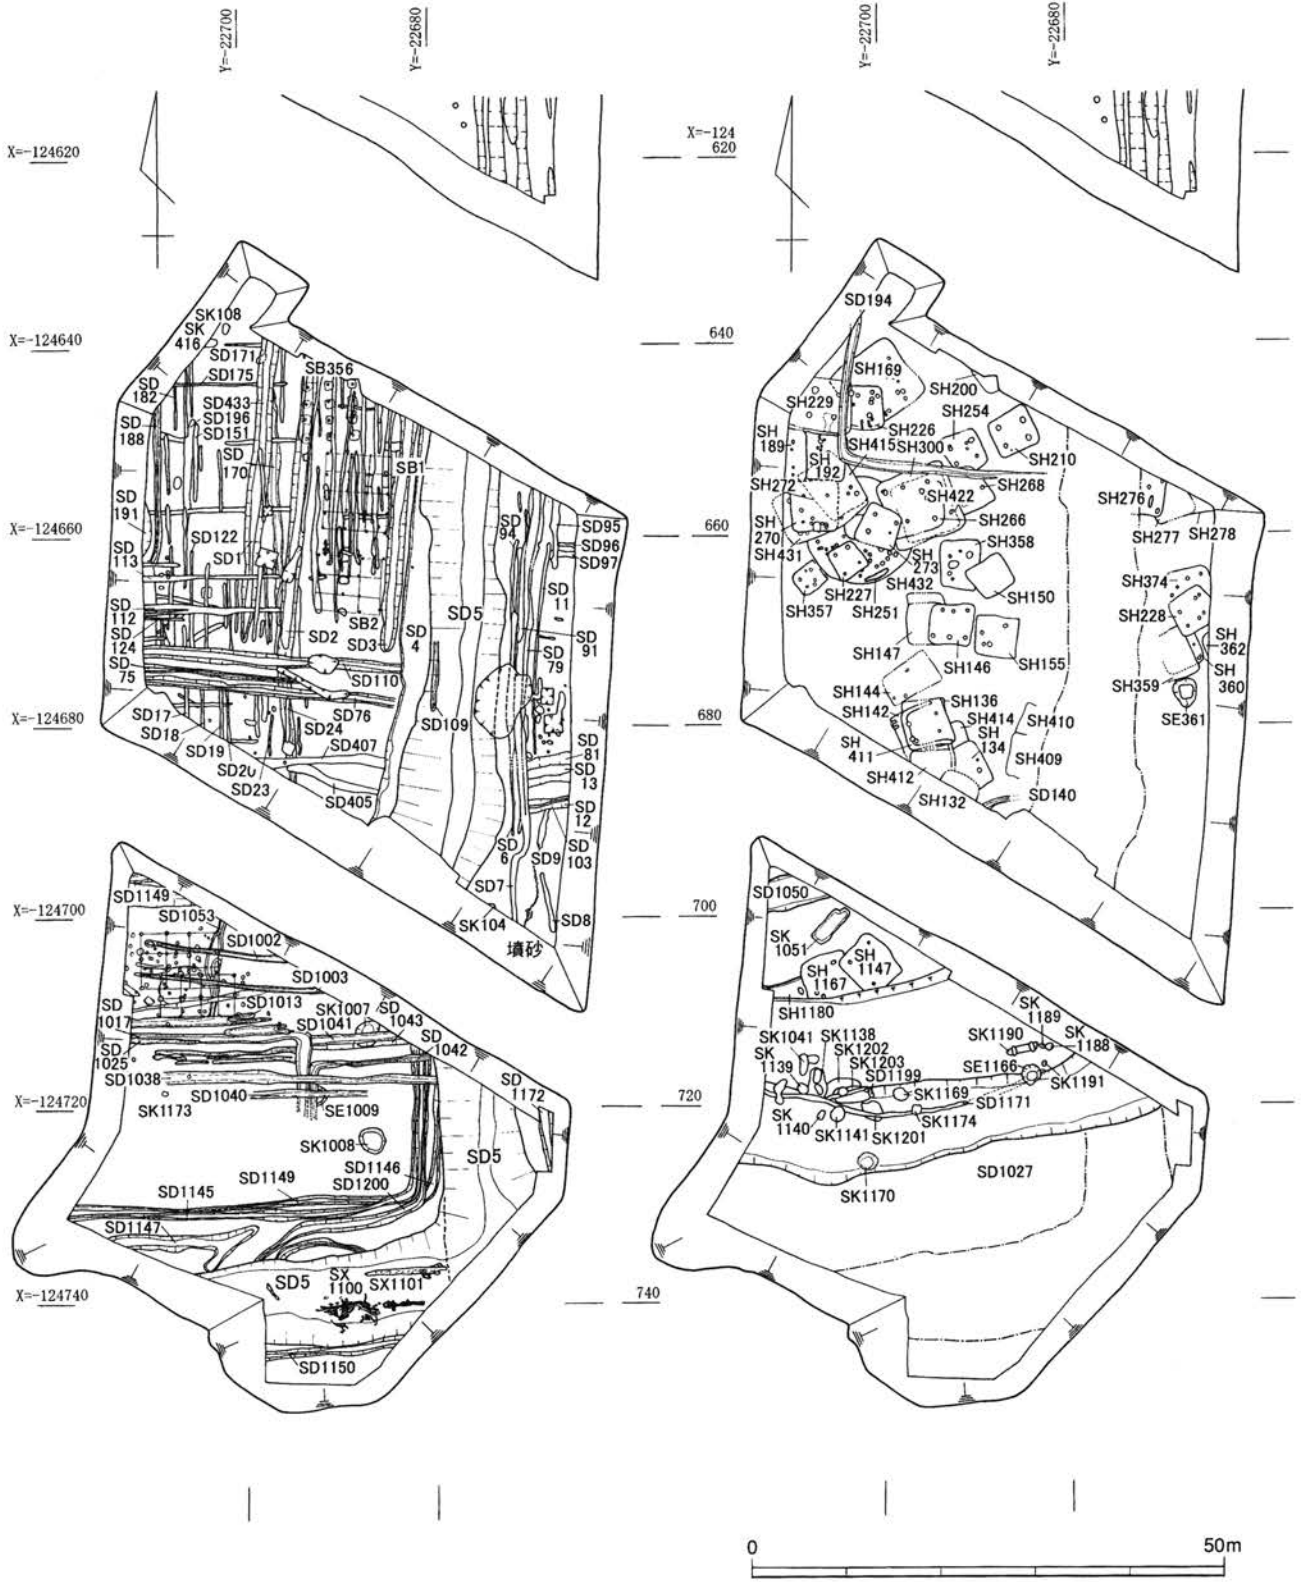 Y=-22700
Y=-22680
Y=-22700
Y=-22680
X=-124620
X=-124
620
SK108
SK
416
X=-124640
SD171
SD175
SB356
SD
182
SD433
SD196
SD151
SD
188
SD
170
SB1
SD
191
X=-124660
SD122
SD1
SD
113
SD
94
SD95
SD96
SD97
SD
11
SD
112
SD
124
SD
75
SD2
SB2
SD3
SD
4
SD5
SD
79
SD
91
SD110
SD76
SD109
X=-124680
SD17
SD18
SD19
SD20
SD23
SD24
SD407
SD405
SD
81
SD
13
SD
12
SD
6
SD9
SD
103
SD7
SD8
SK104
墳砂
SD1149
X=-124700
SD1053
SD1002
SD1003
SD1013
SK1007
SD
1043
SD
1017
SD1041
SD
1042
SD
1025
SD1038
SD1040
SE1009
SD
1172
X=-124720
SK1173
SK1008
SD5
SD1146
SD1149
SD1200
SD1145
SD1147
SD5
SX
1100
SX1101
X=-124740
SD1150
SD194
640
SH169
SH200
SH229
SH254
SH226
SH
189
SH415
SH300
SH210
SH
192
SH272
SH422
SH268
SH276
660
SH
270
SH266
SH277
SH278
SH431
SH
273
SH358
SH432
SH374
SH357
SH227
SH251
SH150
SH228
SH
362
SH147
SH146
SH155
SH359
SH
360
SH144
SH136
SE361
SH142
SH414
SH410
680
SH
411
SH
134
SH409
SH412
SH132
SD140
SD1050
700
SK
1051
SH
1147
SH
1167
SH1180
SK
1189
SK1041
SK1138
SK1190
SK
1188
SK
1139
SK1202
SK1203
SD1199
SE1166
SK1191
SK1169
720
SD1171
SK
1140
SK1141
SK1201
SK1174
SD1027
SK1170
740
0
50m